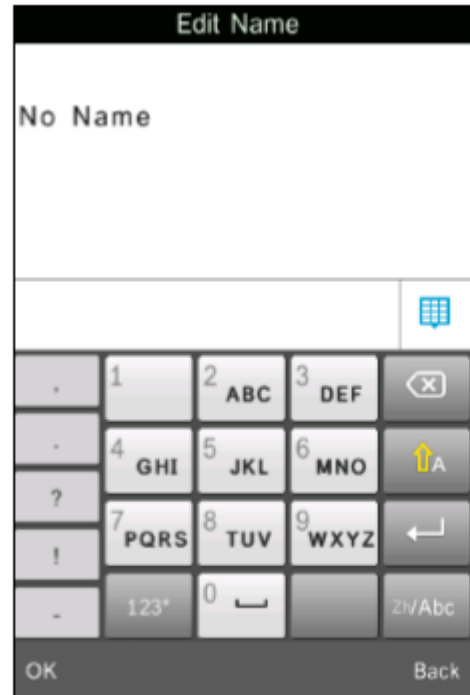 Edit Name
No Name
,
1
2 ABC
3 DEF
.
4 GHI
5 JKL
6 MNO
A
?
7 PQRS
8 TUV
9 WXYZ
!
-
123*
0
Zh/Abc
OK
Back